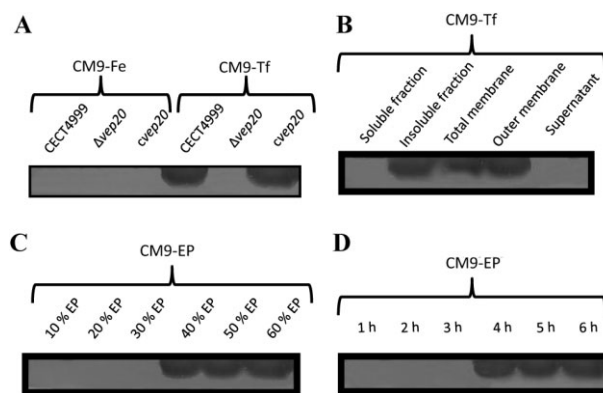 A
CM9-Fe
CM9-Tf
CECT4999
Δvep20
cvep20
CECT4999
Δvep20
cvep20
B
CM9-Tf
Soluble fraction
Insoluble fraction
Total membrane
Outer membrane
Supernatant
C
CM9-EP
10 % EP
20 % EP
30 % EP
40 % EP
50 % EP
60 % EP
D
CM9-EP
1 h 2 h 3 h 4 h 5 h 6 h